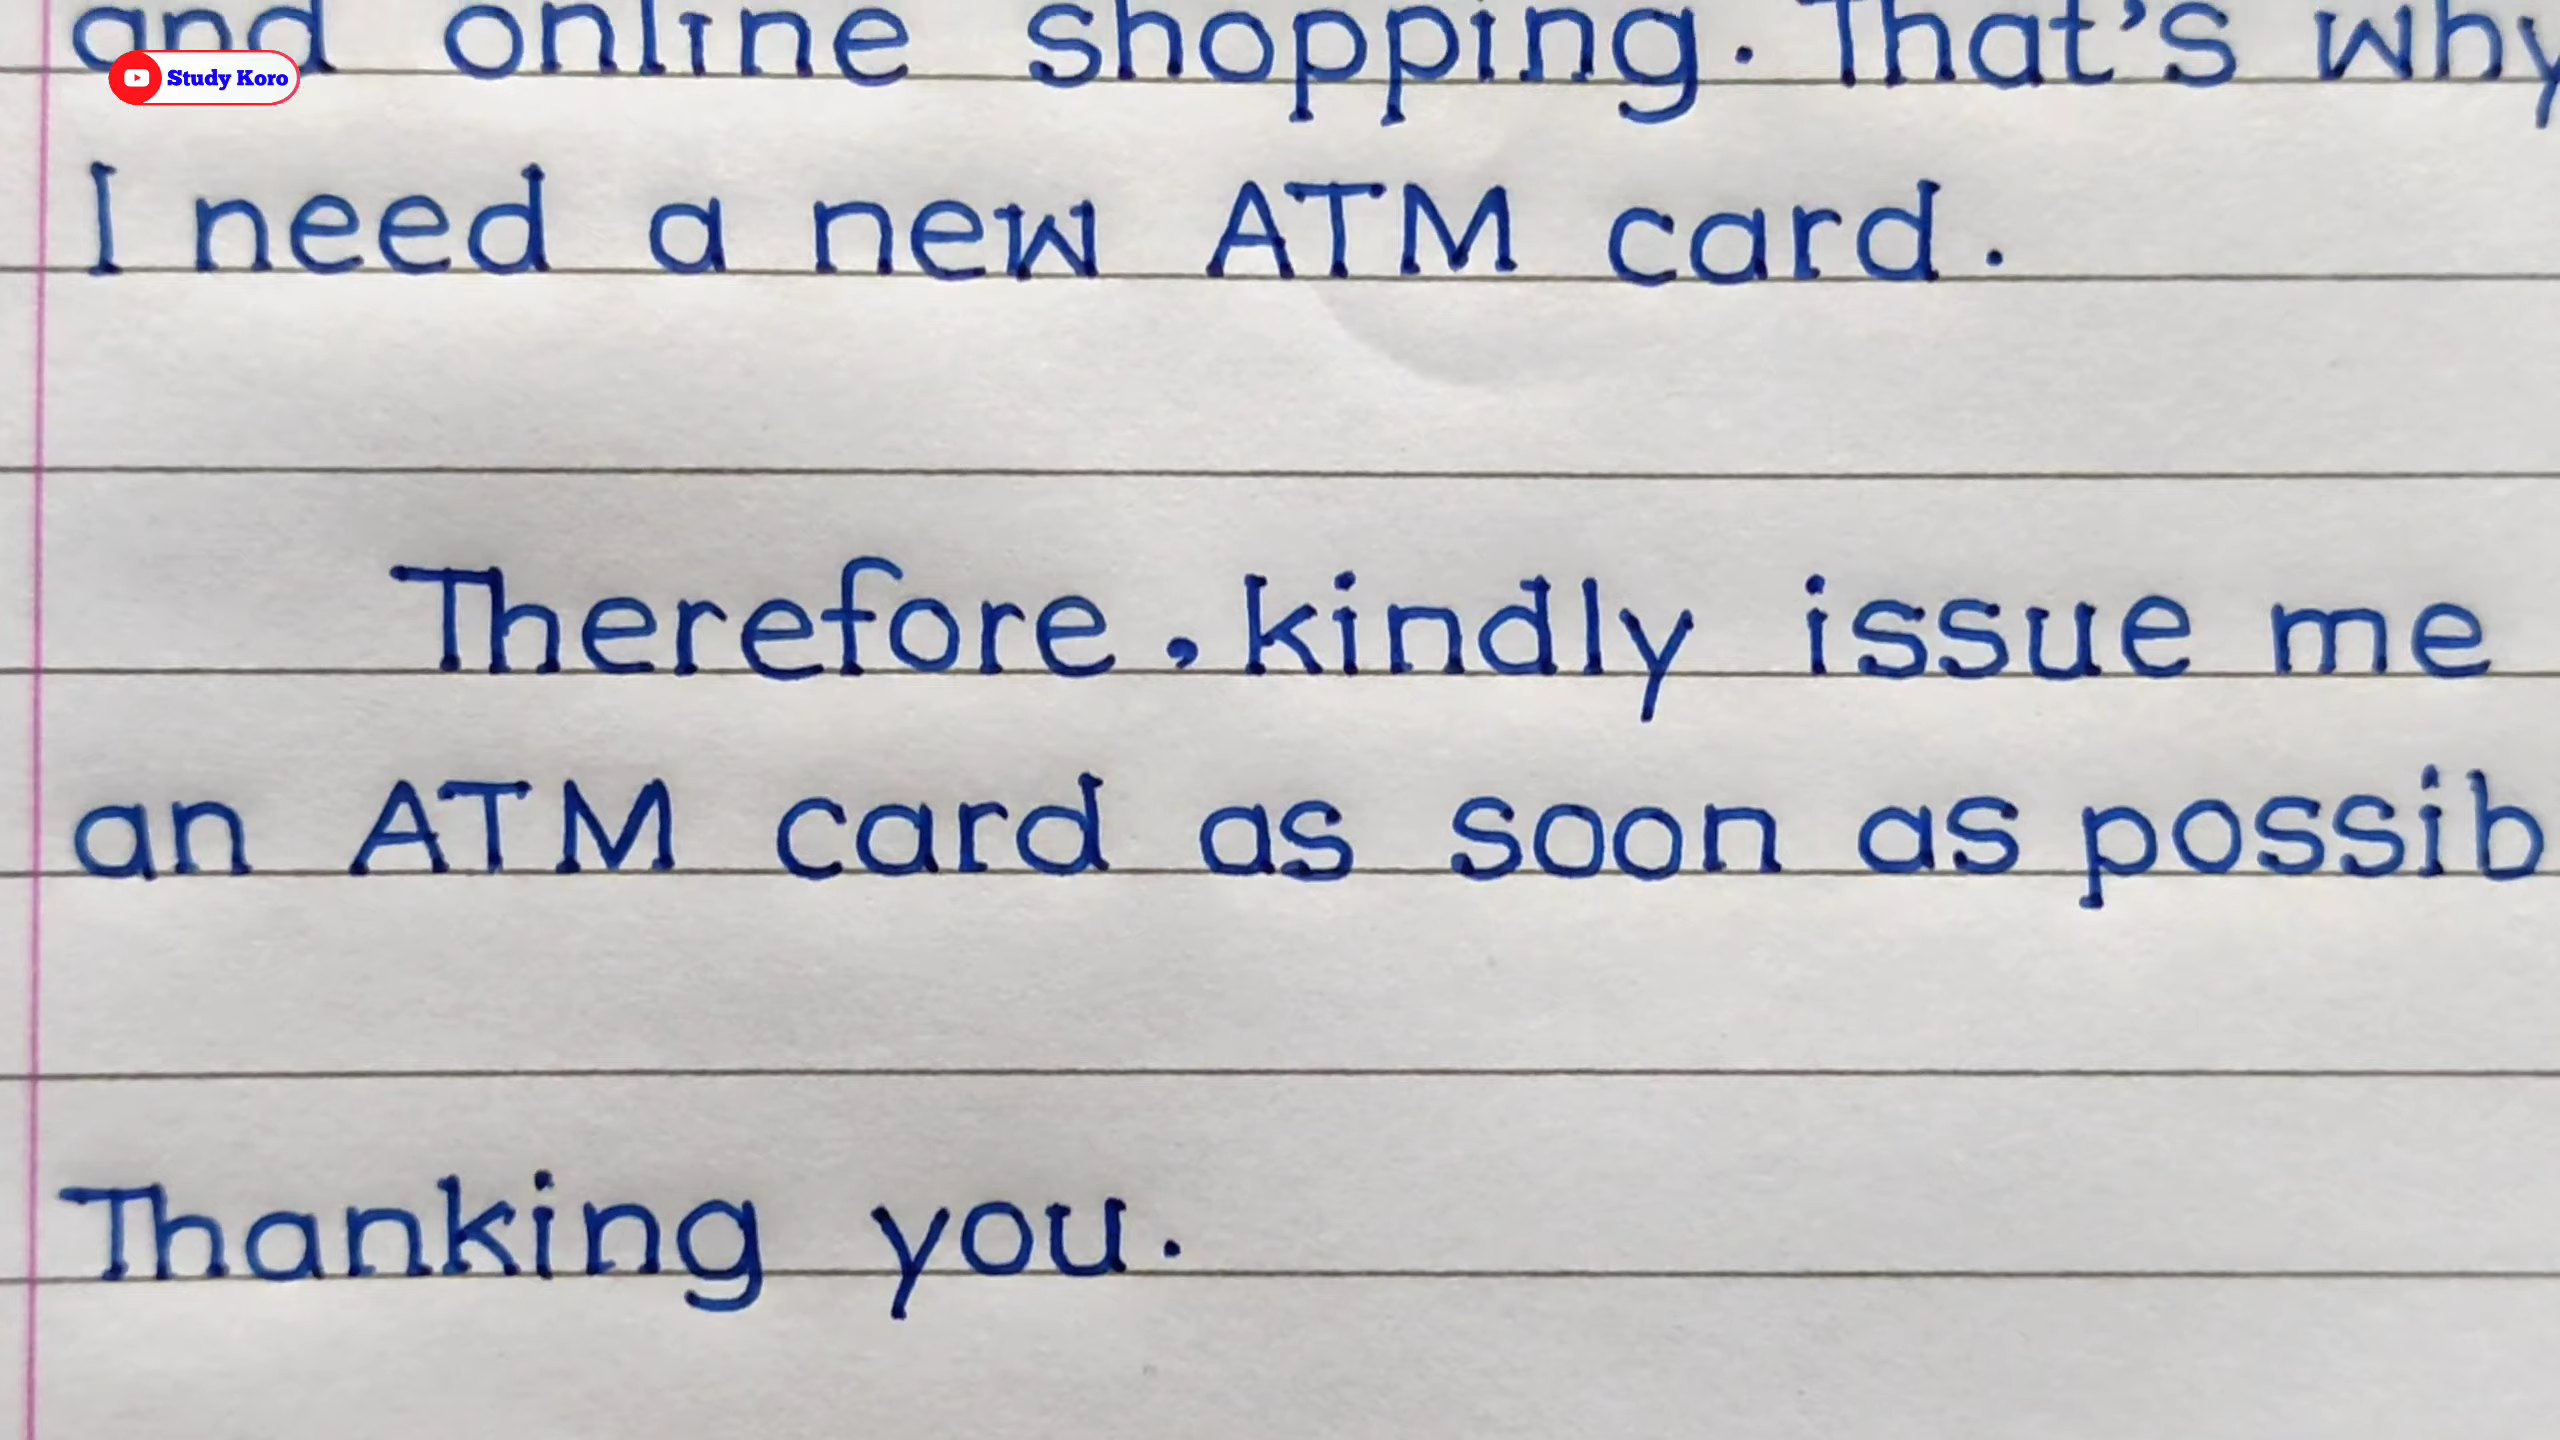 and online shopping. That's why
Study Koro
I need a new ATM card.
Therefore, kindly issue me
an ATM card as soon as possib
Thanking you.